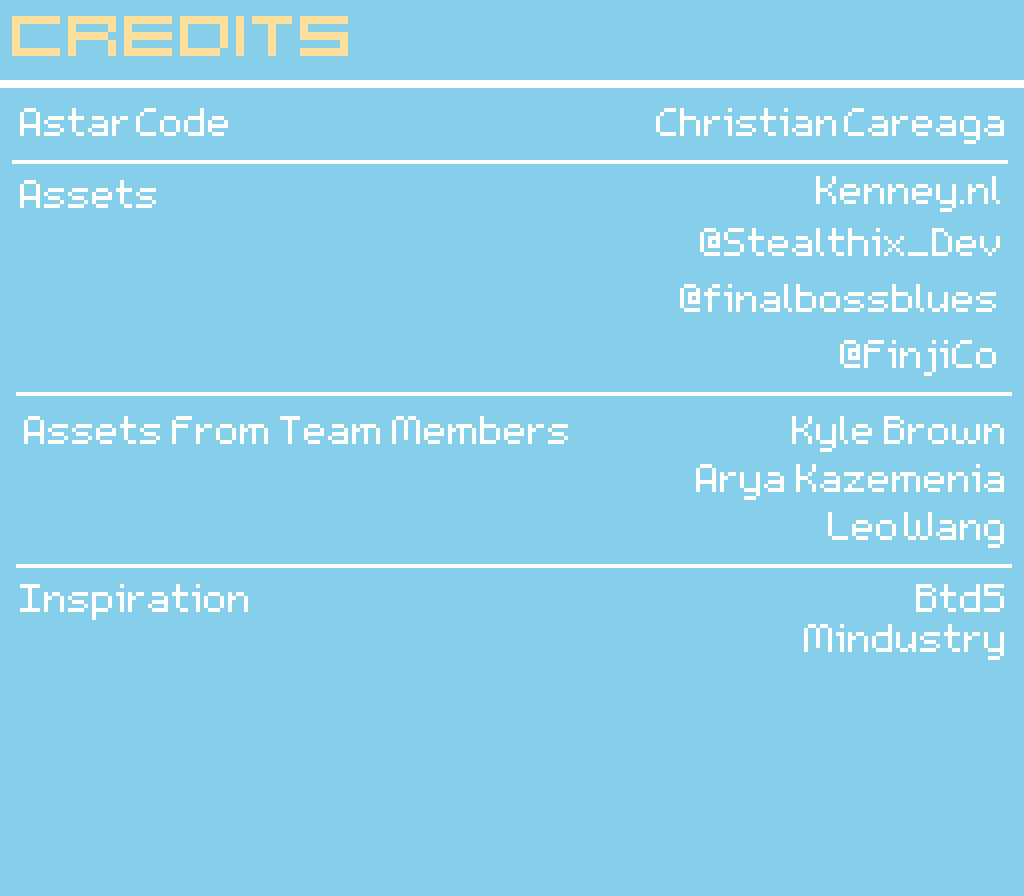 CREDITS
Astar Code Christian Careaga
Assets Kenney.nl
@Stealthix_Dev
@finalbossblues
@FinjiCo
Assets From Team Members Kyle Brown
Arya Kazemenia
Leo Wang
Inspiration Btd5
Mindustry